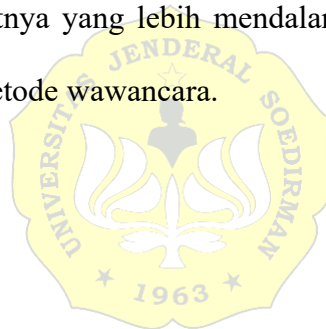 tnya yang lebih mendalam
etode wawancara.
UNIVERSITAS JENDERAL SOEDIRMAN
1963